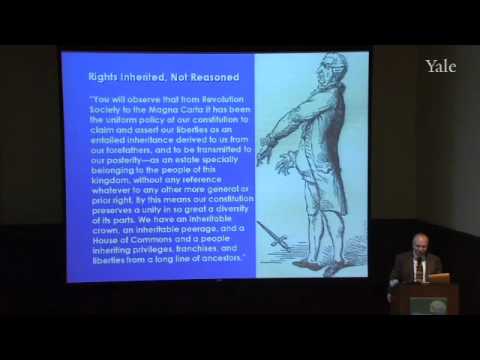 Yale
Rights Inherited, Not Reasoned
"You will observe that from Revolution
Society to the Magna Carta it has been
the uniform policy of our constitution to
claim and assert our liberties as an
entailed inheritance derived to us from
our forefathers, and to be transmitted to
our posterity—as an estate specially
belonging to the people of this
kingdom, without any reference
whatever to any other more general or
prior right. By this means our constitution
preserves a unity in so great a diversity
of its parts. We have an inheritable
crown, an inheritable peerage, and a
House of Commons and a people
inheriting privileges, franchises, and
liberties from a long line of ancestors."